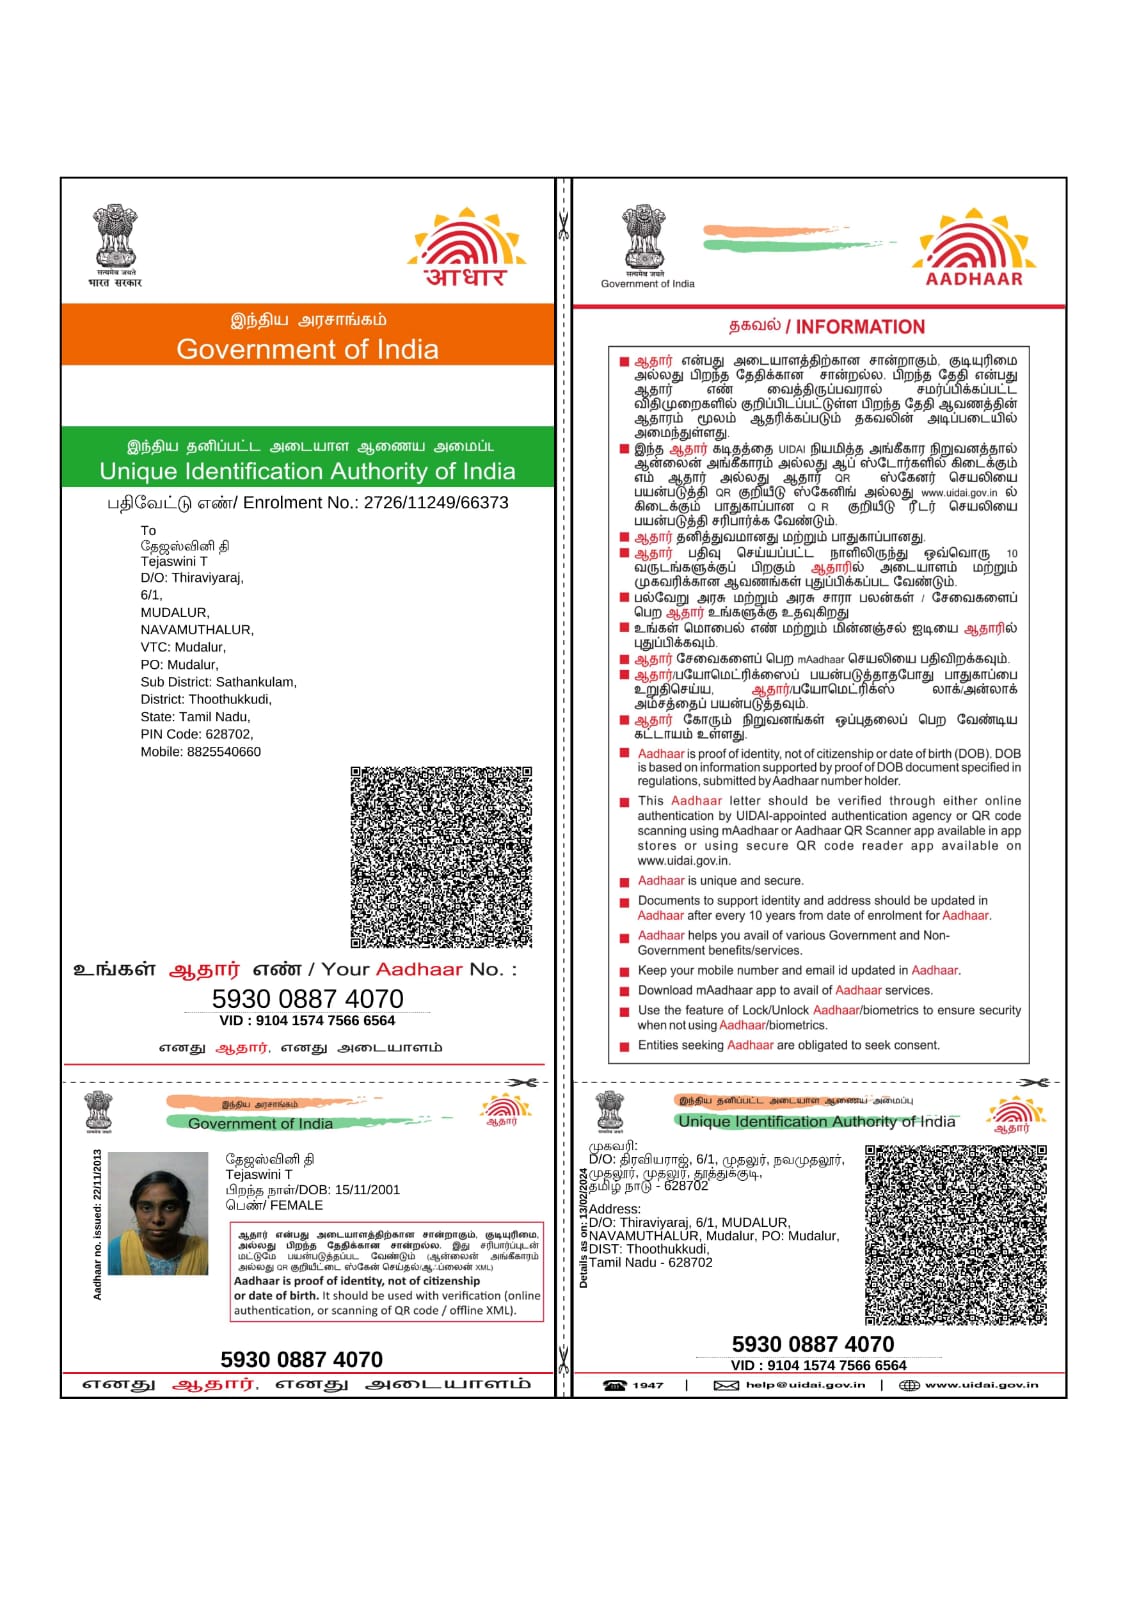 सत्यमेव जयते
भारत सरकार
आधार
இந்திய அரசாங்கம்
Government of India
இந்திய தனிப்பட்ட அடையாள ஆணைய அமைப்பு
Unique Identification Authority of India
பதிவேட்டு எண்/ Enrolment No.: 2726/11249/66373
To
தேஜஸ்வினி தி
Tejaswini T
D/O: Thiraviyaraj,
6/1,
MUDALUR,
NAVAMUTHALUR,
VTC: Mudalur,
PO: Mudalur,
Sub District: Sathankulam,
District: Thoothukkudi,
State: Tamil Nadu,
PIN Code: 628702,
Mobile: 8825540660
உங்கள் ஆதார் எண் / Your Aadhaar No. :
5930 0887 4070
VID : 9104 1574 7566 6564
எனது ஆதார், எனது அடையாளம்
सत्यमेव जयते
Government of India
AADHAAR
தகவல் / INFORMATION
ஆதார் என்பது அடையாளத்திற்கான சான்றாகும், குடியுரிமை
அல்லது பிறந்த தேதிக்கான சான்றல்ல. பிறந்த தேதி என்பது
ஆதார் எண் வைத்திருப்பவரால் சமர்ப்பிக்கப்பட்ட
விதிமுறைகளில் குறிப்பிடப்பட்டுள்ள பிறந்த தேதி ஆவணத்தின்
ஆதாரம் மூலம் ஆதரிக்கப்படும் தகவலின் அடிப்படையில்
அமைந்துள்ளது.
இந்த ஆதார் கடிதத்தை UIDAI நியமித்த அங்கீகார நிறுவனத்தால்
ஆன்லைன் அங்கீகாரம் அல்லது ஆப் ஸ்டோர்களில் கிடைக்கும்
எம் ஆதார் அல்லது ஆதார் QR ஸ்கேனர் செயலியை
பயன்படுத்தி QR குறியீடு ஸ்கேனிங் அல்லது www.uidai.gov.in ல்
கிடைக்கும் பாதுகாப்பான Q R குறியீடு ரீடர் செயலியை
பயன்படுத்தி சரிபார்க்க வேண்டும்.
ஆதார் தனித்துவமானது மற்றும் பாதுகாப்பானது.
ஆதார் பதிவு செய்யப்பட்ட நாளிலிருந்து ஒவ்வொரு 10
வருடங்களுக்குப் பிறகும் ஆதாரில் அடையாளம் மற்றும்
முகவரிக்கான ஆவணங்கள் புதுப்பிக்கப்பட வேண்டும்.
பல்வேறு அரசு மற்றும் அரசு சாரா பலன்கள் / சேவைகளைப்
பெற ஆதார் உங்களுக்கு உதவுகிறது
உங்கள் மொபைல் எண் மற்றும் மின்னஞ்சல் ஐடியை ஆதாரில்
புதுப்பிக்கவும்.
ஆதார் சேவைகளைப் பெற mAadhaar செயலியை பதிவிறக்கவும்.
ஆதார்/பயோமெட்ரிக்ஸைப் பயன்படுத்தாதபோது பாதுகாப்பை
உறுதிசெய்ய, ஆதார்/பயோமெட்ரிக்ஸ் லாக்/அன்லாக்
அம்சத்தைப் பயன்படுத்தவும்.
ஆதார் கோரும் நிறுவனங்கள் ஒப்புதலைப் பெற வேண்டிய
கட்டாயம் உள்ளது.
Aadhaar is proof of identity, not of citizenship or date of birth (DOB). DOB
is based on information supported by proof of DOB document specified in
regulations, submitted by Aadhaar number holder.
This Aadhaar letter should be verified through either online
authentication by UIDAI-appointed authentication agency or QR code
scanning using mAadhaar or Aadhaar QR Scanner app available in app
stores or using secure QR code reader app available on
www.uidai.gov.in.
Aadhaar is unique and secure.
Documents to support identity and address should be updated in
Aadhaar after every 10 years from date of enrolment for Aadhaar.
Aadhaar helps you avail of various Government and Non-
Government benefits/services.
Keep your mobile number and email id updated in Aadhaar.
Download mAadhaar app to avail of Aadhaar services.
Use the feature of Lock/Unlock Aadhaar/biometrics to ensure security
when not using Aadhaar/biometrics.
Entities seeking Aadhaar are obligated to seek consent.
இந்திய அரசாங்கம்
Government of India
ஆதார்
Aadhaar no. issued: 22/11/2013
தேஜஸ்வினி தி
Tejaswini T
பிறந்த நாள்/DOB: 15/11/2001
பெண்/ FEMALE
ஆதார் என்பது அடையாளத்திற்கான சான்றாகும், குடியுரிமை,
அல்லது பிறந்த தேதிக்கான சான்றல்ல. இது சரிபார்ப்புடன்
மட்டுமே பயன்படுத்தப்பட வேண்டும் (ஆன்லைன் அங்கீகாரம்
அல்லது QR குறியீட்டை ஸ்கேன் செய்தல்/ஆஃப்லைன் XML)
Aadhaar is proof of identity, not of citizenship
or date of birth. It should be used with verification (online
authentication, or scanning of QR code / offline XML).
5930 0887 4070
எனது ஆதார், எனது அடையாளம்
இந்திய தனிப்பட்ட அடையாள ஆணைய அமைப்பு
Unique Identification Authority of India
ஆதார்
Details as on: 13/02/2024
முகவரி:
D/O: திரவியராஜ், 6/1, முதலூர், நவமுதலூர்,
முதலூர், முதலூர், தூத்துக்குடி,
தமிழ் நாடு - 628702
Address:
D/O: Thiraviyaraj, 6/1, MUDALUR,
NAVAMUTHALUR, Mudalur, PO: Mudalur,
DIST: Thoothukkudi,
Tamil Nadu - 628702
5930 0887 4070
VID : 9104 1574 7566 6564
1947 | help@uidai.gov.in | www.uidai.gov.in